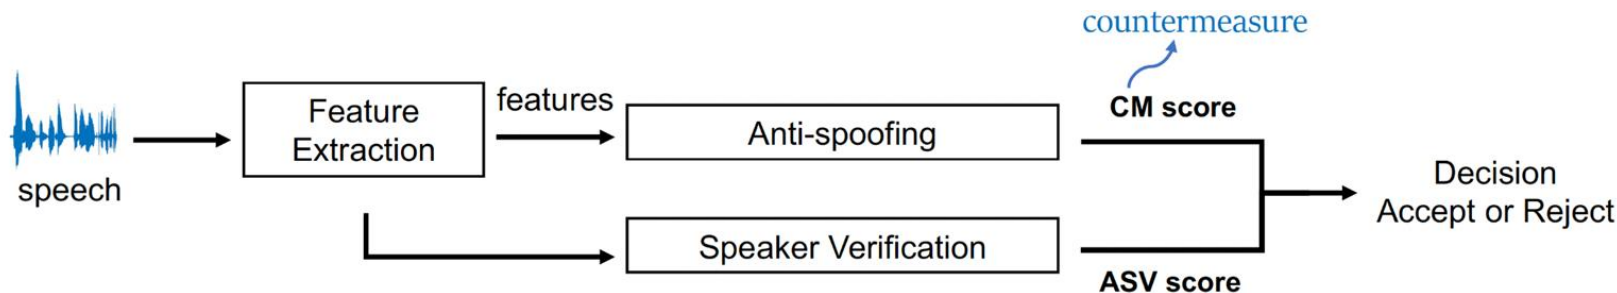 countermeasure
speech
Feature
Extraction
features
Anti-spoofing
CM score
Speaker Verification
ASV score
Decision
Accept or Reject